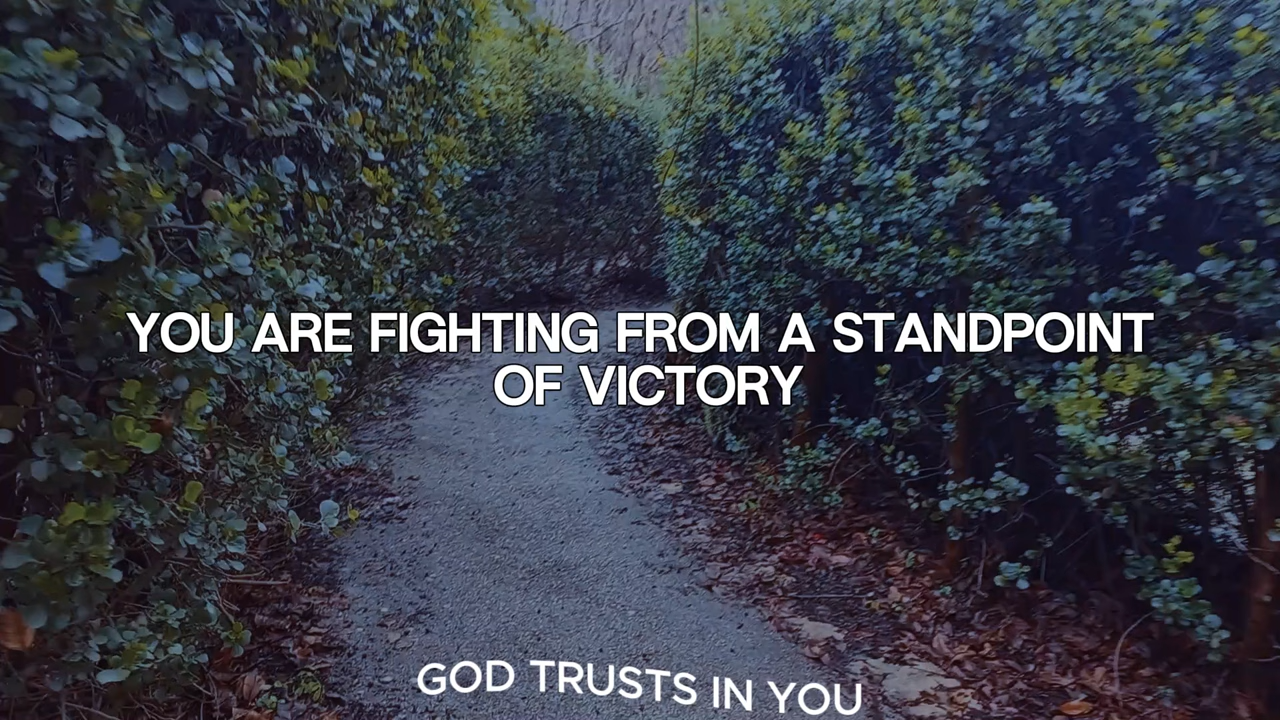 YOU ARE FIGHTING FROM A STANDPOINT
OF VICTORY
GOD TRUSTS IN YOU